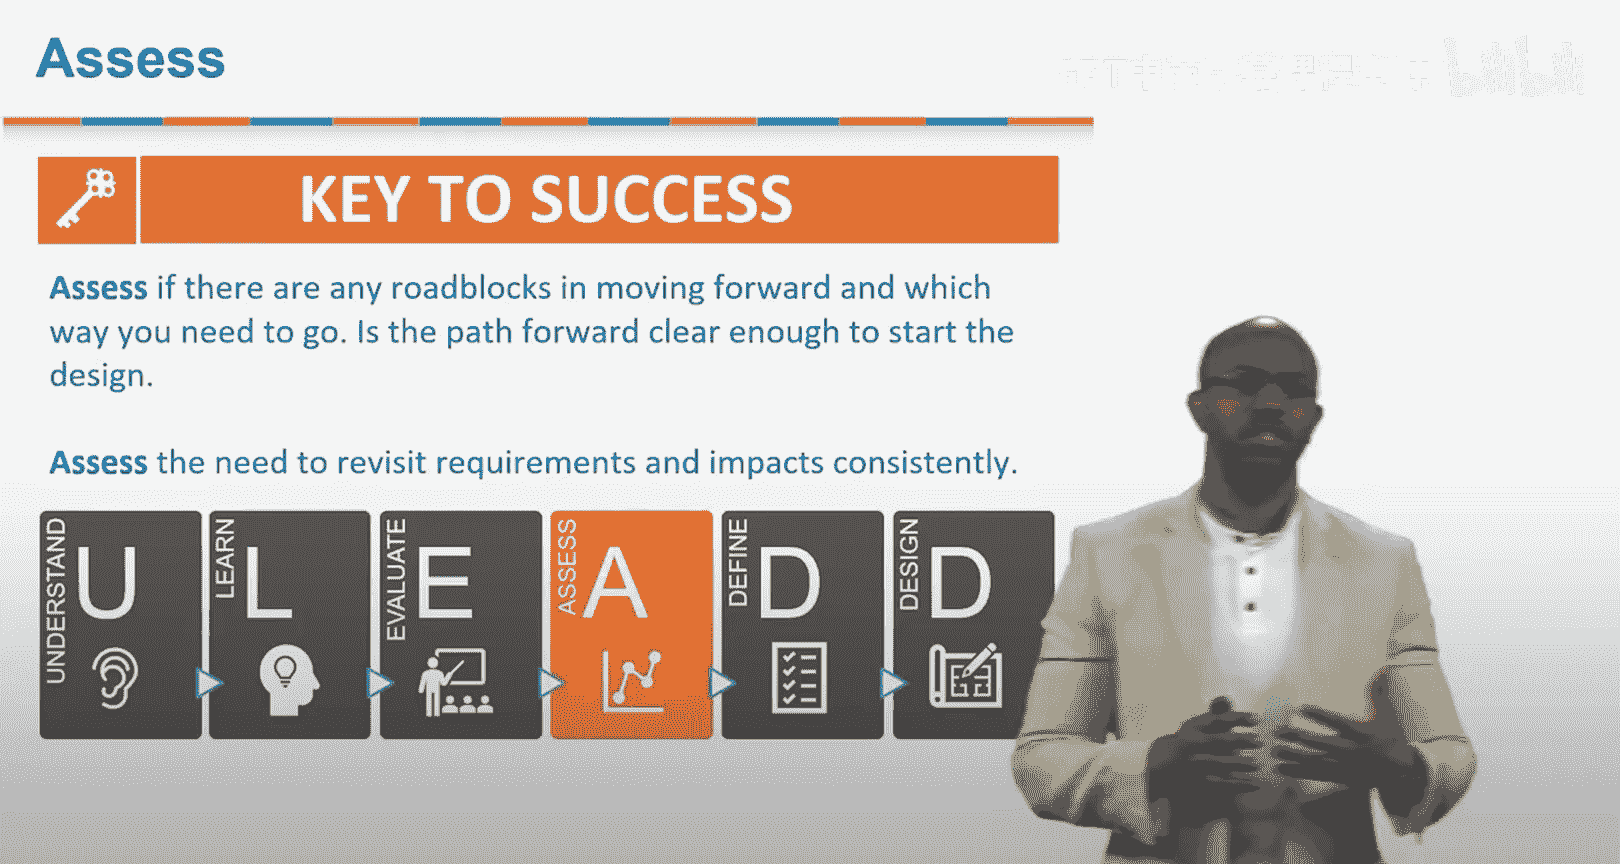 Assess
KEY TO SUCCESS
Assess if there are any roadblocks in moving forward and which
way you need to go. Is the path forward clear enough to start the
design.
Assess the need to revisit requirements and impacts consistently.
UNDERSTAND
U
LEARN
L
EVALUATE
E
ASSESS
A
DEFINE
D
DESIGN
D